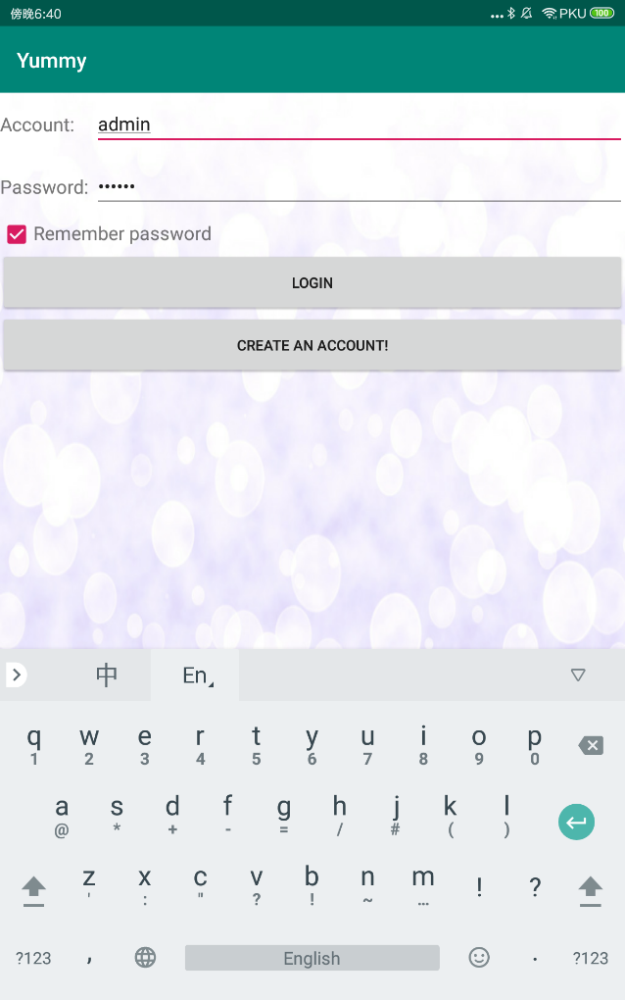 傍晚6:40 ... PKU 100
Yummy
Account: admin
Password: ••••••
Remember password
LOGIN
CREATE AN ACCOUNT!
中 En
q w e r t y u i o p
1 2 3 4 5 6 7 8 9 0
a s d f g h j k l
@ * + - = / # ( )
z x c v b n m ! ?
' : " ? ! ~ …
?123 , English . ?123